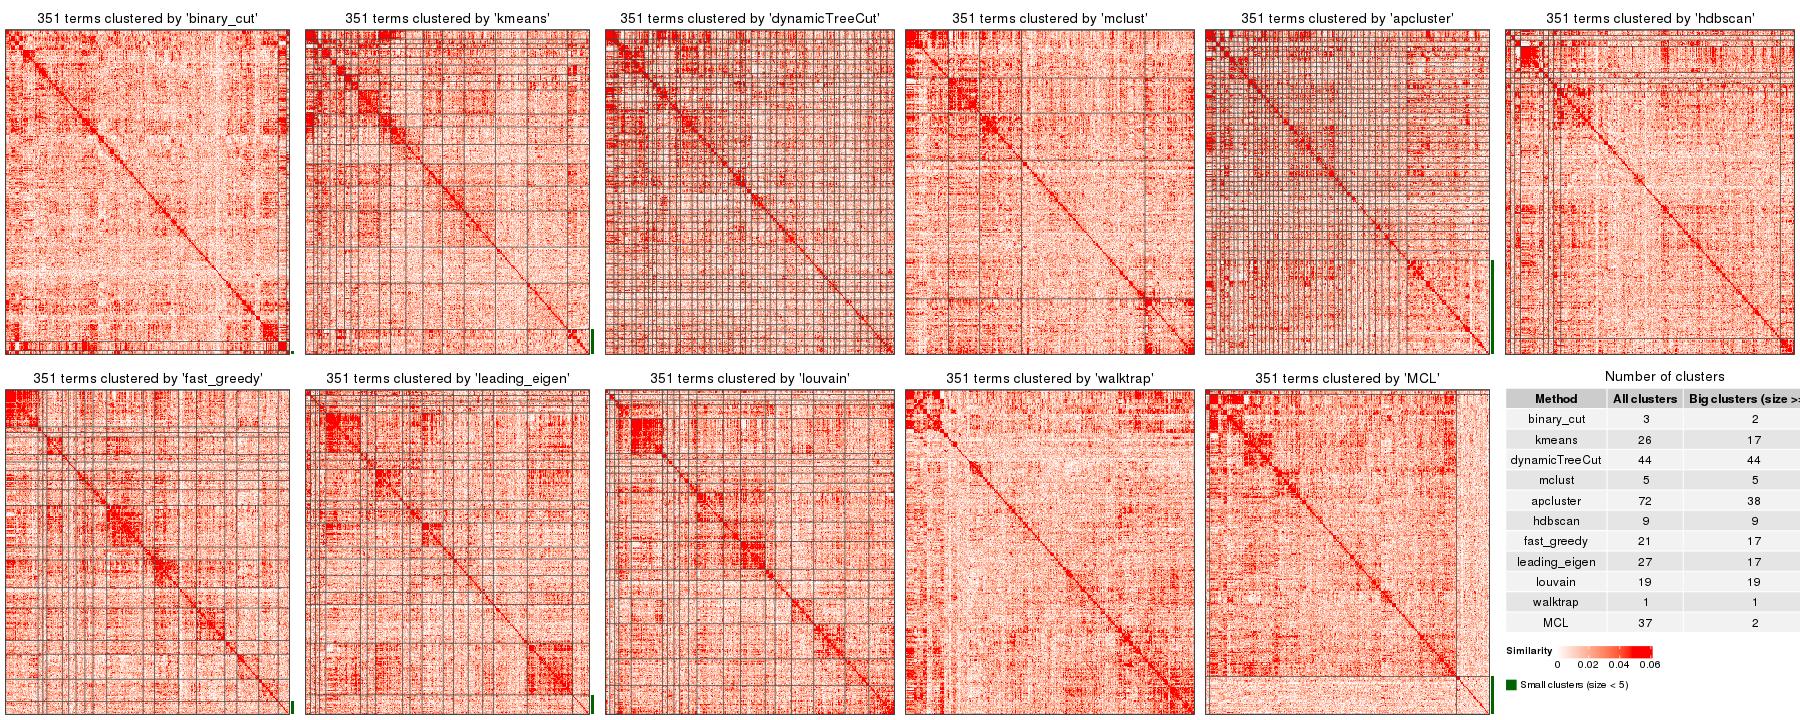 351 terms clustered by 'binary_cut'
351 terms clustered by 'kmeans'
351 terms clustered by 'dynamicTreeCut'
351 terms clustered by 'mclust'
351 terms clustered by 'apcluster'
351 terms clustered by 'hdbscan'
351 terms clustered by 'fast_greedy'
351 terms clustered by 'leading_eigen'
351 terms clustered by 'louvain'
351 terms clustered by 'walktrap'
351 terms clustered by 'MCL'
Number of clusters
Method All clusters Big clusters (size >
binary_cut 3 2
kmeans 26 17
dynamicTreeCut 44 44
mclust 5 5
apcluster 72 38
hdbscan 9 9
fast_greedy 21 17
leading_eigen 27 17
louvain 19 19
walktrap 1 1
MCL 37 2
Similarity
0 0.02 0.04 0.06
Small clusters (size < 5)